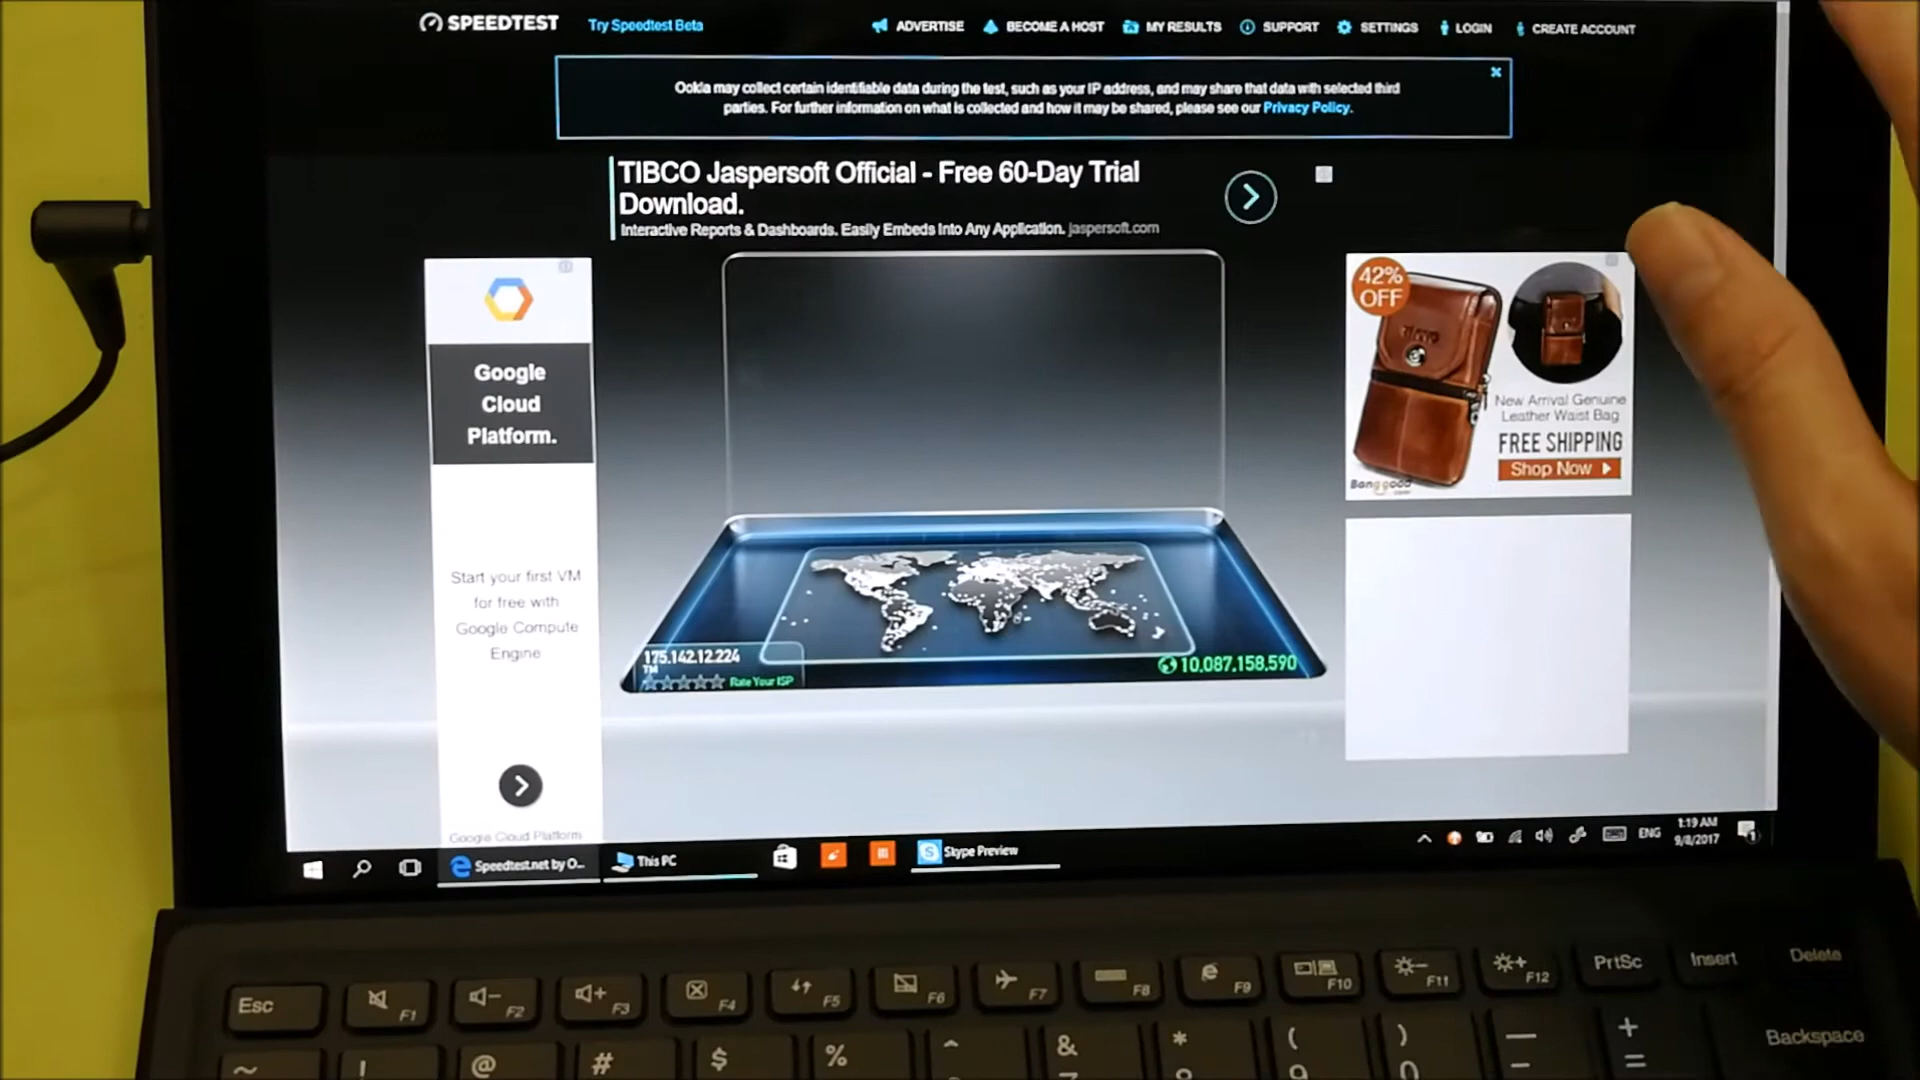 SPEEDTEST
Try Speedtest Beta
ADVERTISE
BECOME A HOST
MY RESULTS
SUPPORT
SETTINGS
LOGIN
CREATE ACCOUNT
Ookla may collect certain identifiable data during the test, such as your IP address, and may share that data with selected third
parties. For further information on what is collected and how it may be shared, please see our Privacy Policy.
TIBCO Jaspersoft Official - Free 60-Day Trial
Download.
Interactive Reports & Dashboards. Easily Embeds Into Any Application. jaspersoft.com
Google
Cloud
Platform.
Start your first VM
for free with
Google Compute
Engine
Google Cloud Platform
42%
OFF
New Arrival Genuine
Leather Waist Bag
FREE SHIPPING
Shop Now
Banggood
175.142.12.224
TM
Rate Your ISP
10,087,158,590
Speedtest.net by O...
This PC
Skype Preview
ENG
1:19 AM
9/8/2017
Esc
F1
F2
F3
F4
F5
F6
F7
F8
F9
F10
F11
F12
PrtSc
Insert
Delete
~
!
@
#
$
%
^
&
*
(
)
—
+
=
Backspace